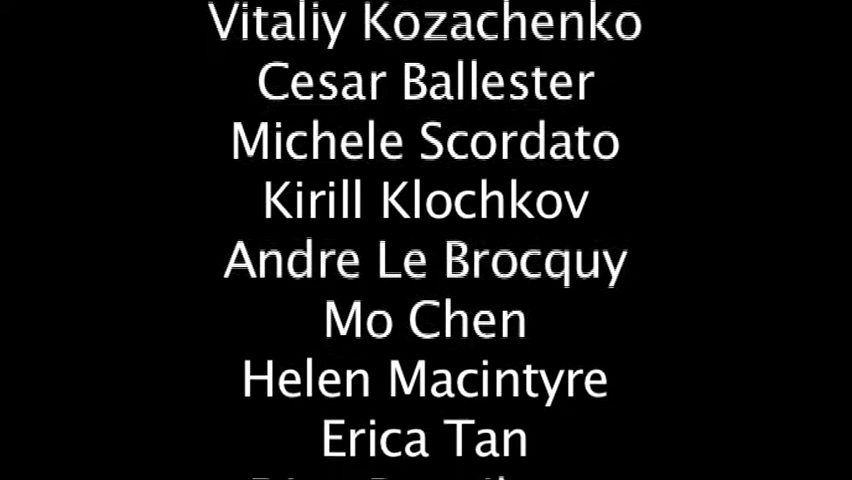 Vitaliy Kozachenko
Cesar Ballester
Michele Scordato
Kirill Klochkov
Andre Le Brocquy
Mo Chen
Helen Macintyre
Erica Tan